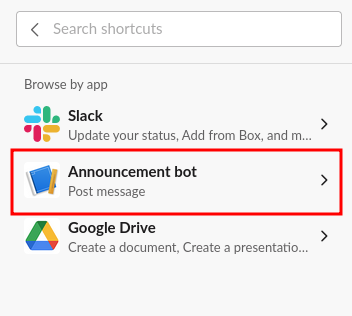 Search shortcuts
Browse by app
Slack
Update your status, Add from Box, and m...
Announcement bot
Post message
Google Drive
Create a document, Create a presentatio...